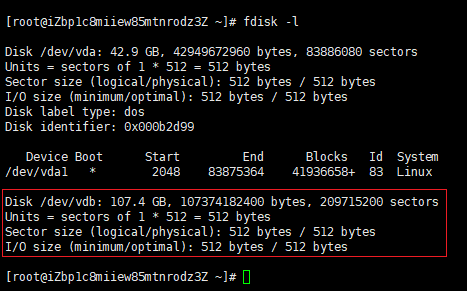 [root@iZbp1c8miiew85mtnrodz3Z ~]# fdisk -l
Disk /dev/vda: 42.9 GB, 42949672960 bytes, 83886080 sectors
Units = sectors of 1 * 512 = 512 bytes
Sector size (logical/physical): 512 bytes / 512 bytes
I/O size (minimum/optimal): 512 bytes / 512 bytes
Disk label type: dos
Disk identifier: 0x000b2d99
Device Boot Start End Blocks Id System
/dev/vda1 * 2048 83875364 41936658+ 83 Linux
Disk /dev/vdb: 107.4 GB, 107374182400 bytes, 209715200 sectors
Units = sectors of 1 * 512 = 512 bytes
Sector size (logical/physical): 512 bytes / 512 bytes
I/O size (minimum/optimal): 512 bytes / 512 bytes
[root@iZbp1c8miiew85mtnrodz3Z ~]#